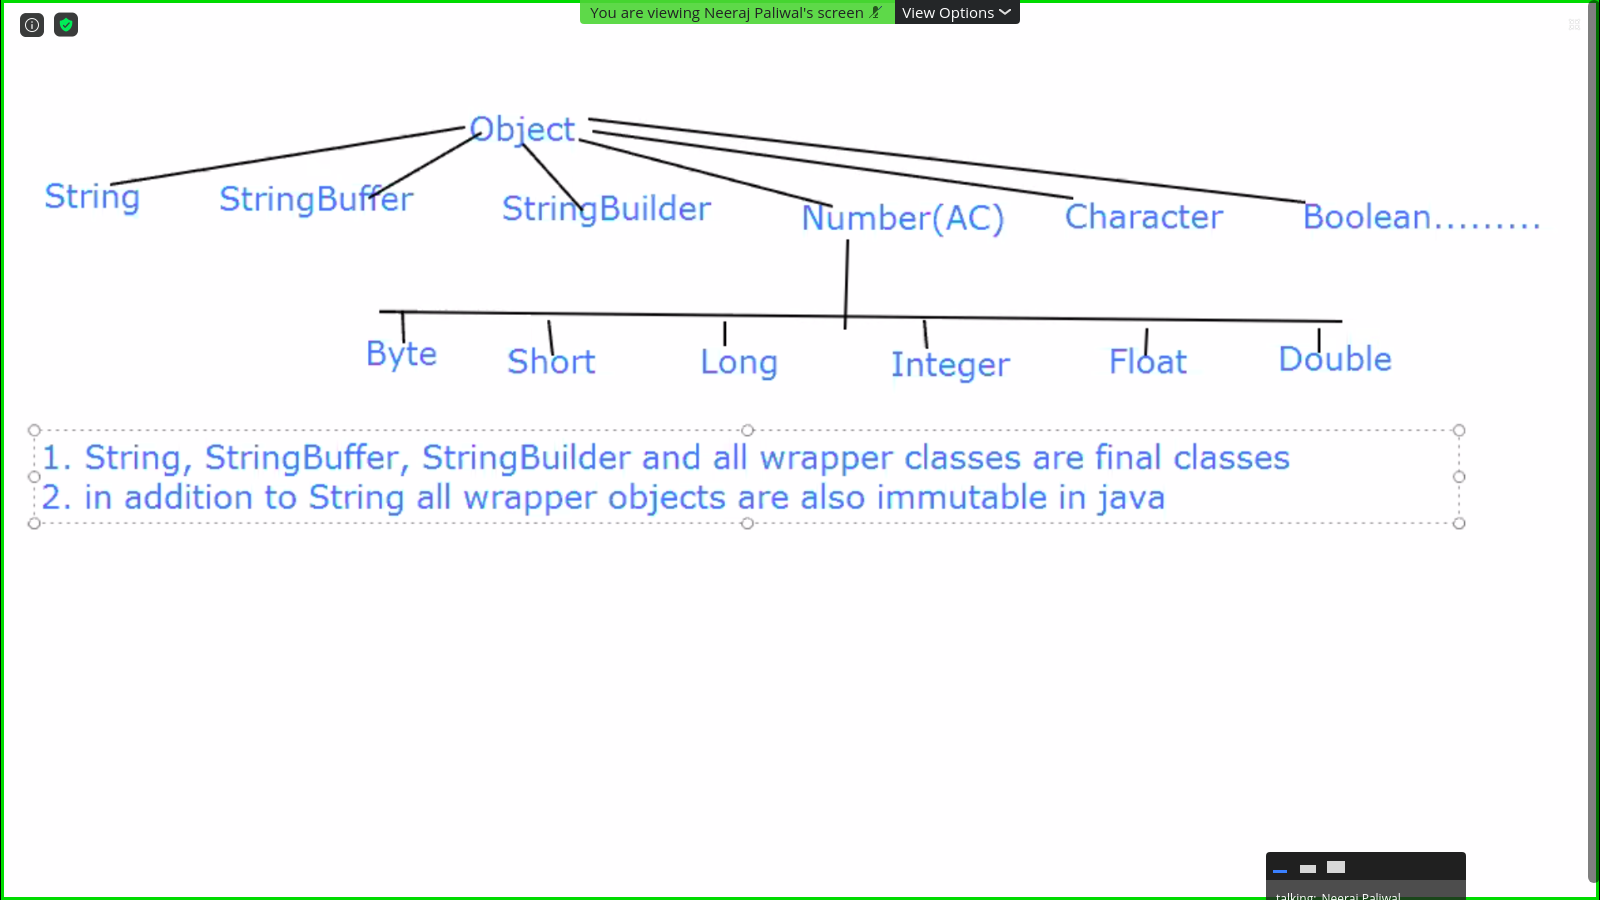 You are viewing Neeraj Paliwal's screen View Options
Object
String StringBuffer StringBuilder Number(AC) Character Boolean.........
Byte Short Long Integer Float Double
1. String, StringBuffer, StringBuilder and all wrapper classes are final classes
2. in addition to String all wrapper objects are also immutable in java
talking: Neeraj Paliwal